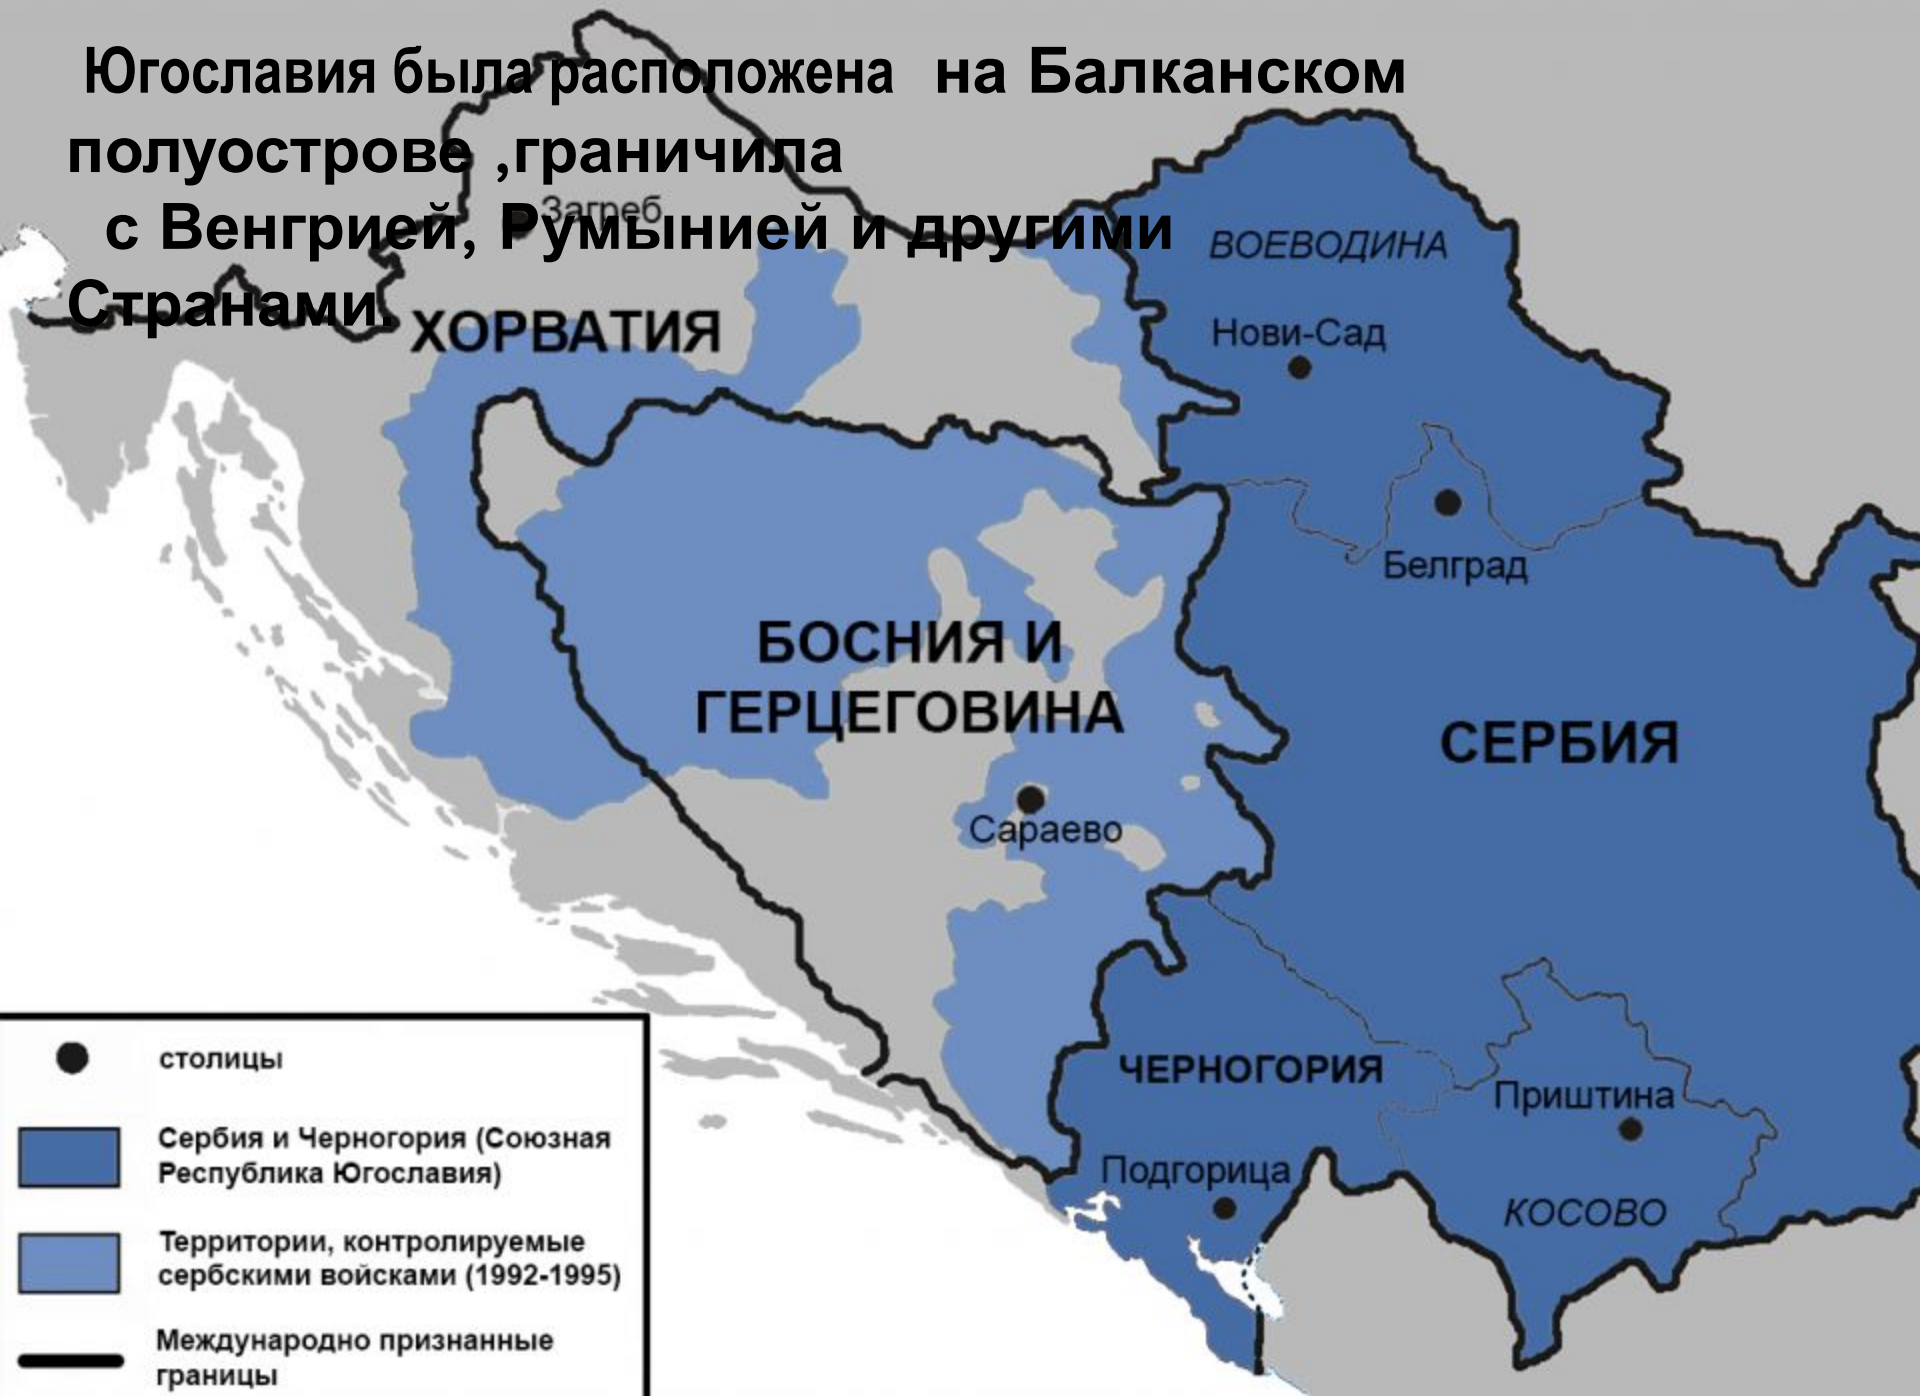 Югославия была расположена на Балканском
полуострове ,граничила
с Венгрией, Румынией и другими
Странами.
Загреб
ХОРВАТИЯ
ВОЕВОДИНА
Нови-Сад
Белград
БОСНИЯ И
ГЕРЦЕГОВИНА
СЕРБИЯ
Сараево
ЧЕРНОГОРИЯ
Приштина
Подгорица
КОСОВО
столицы
Сербия и Черногория (Союзная
Республика Югославия)
Территории, контролируемые
сербскими войсками (1992-1995)
Международно признанные
границы